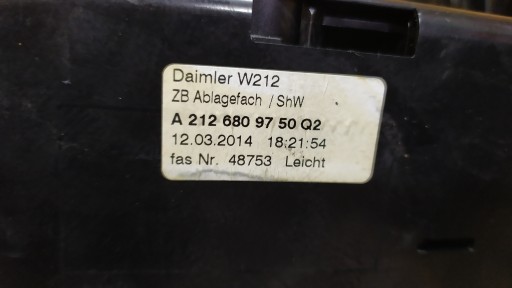 Daimler W212
ZB Ablagefach / ShW
A 212 680 97 50 Q2
12.03.2014 18:21:54
fas Nr. 48753 Leicht